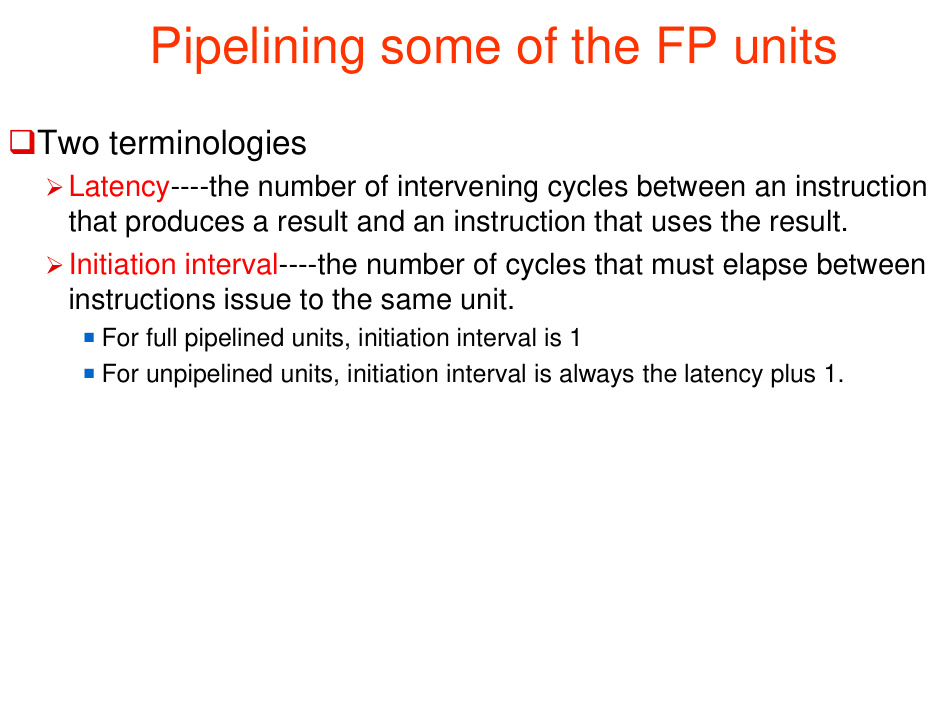 Pipelining some of the FP units
Two terminologies
Latency----the number of intervening cycles between an instruction
that produces a result and an instruction that uses the result.
Initiation interval----the number of cycles that must elapse between
instructions issue to the same unit.
For full pipelined units, initiation interval is 1
For unpipelined units, initiation interval is always the latency plus 1.